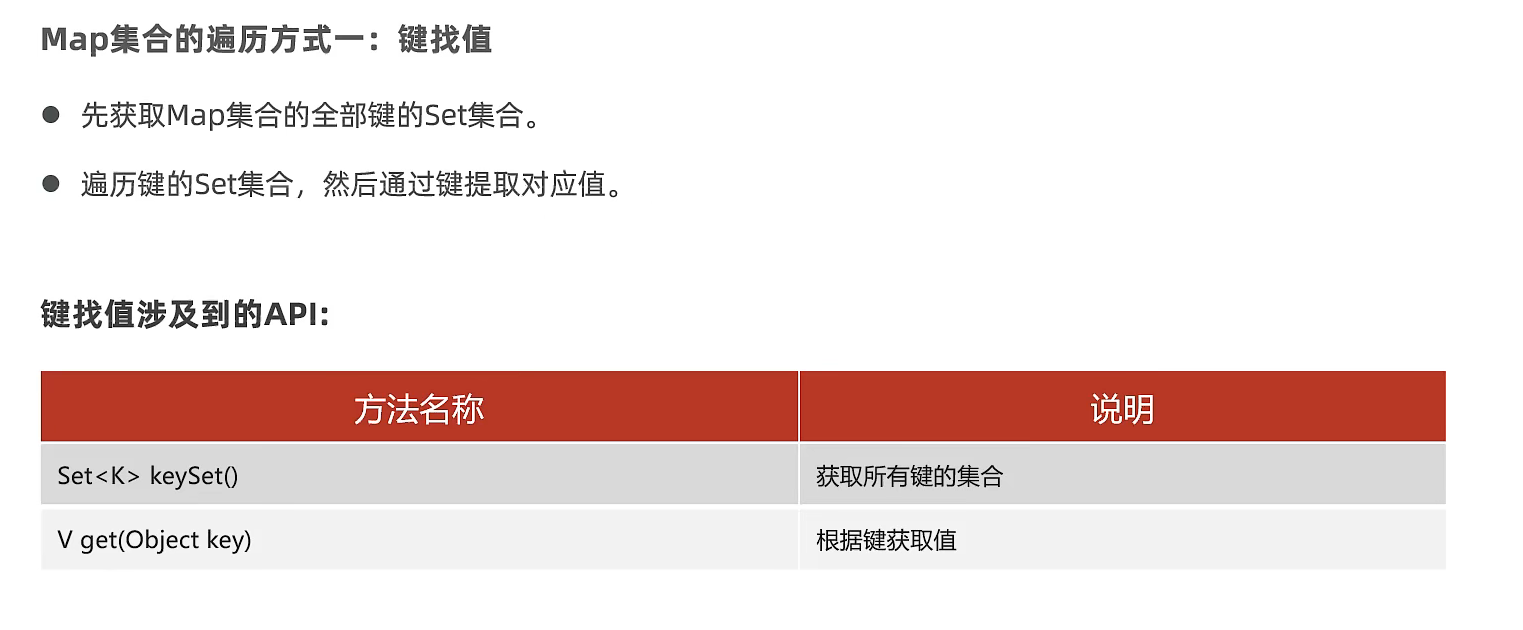 Map集合的遍历方式一：键找值
● 先获取Map集合的全部键的Set集合。
● 遍历键的Set集合，然后通过键提取对应值。
键找值涉及到的API:
方法名称 说明
Set<K> keySet() 获取所有键的集合
V get(Object key) 根据键获取值